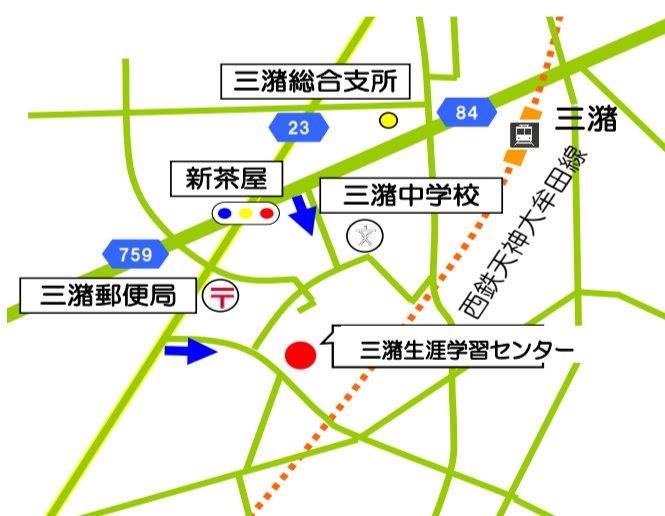 三潴総合支所
23
84
三潴
新茶屋
三潴中学校
文
西鉄天神大牟田線
759
三潴郵便局
〒
三潴生涯学習センター